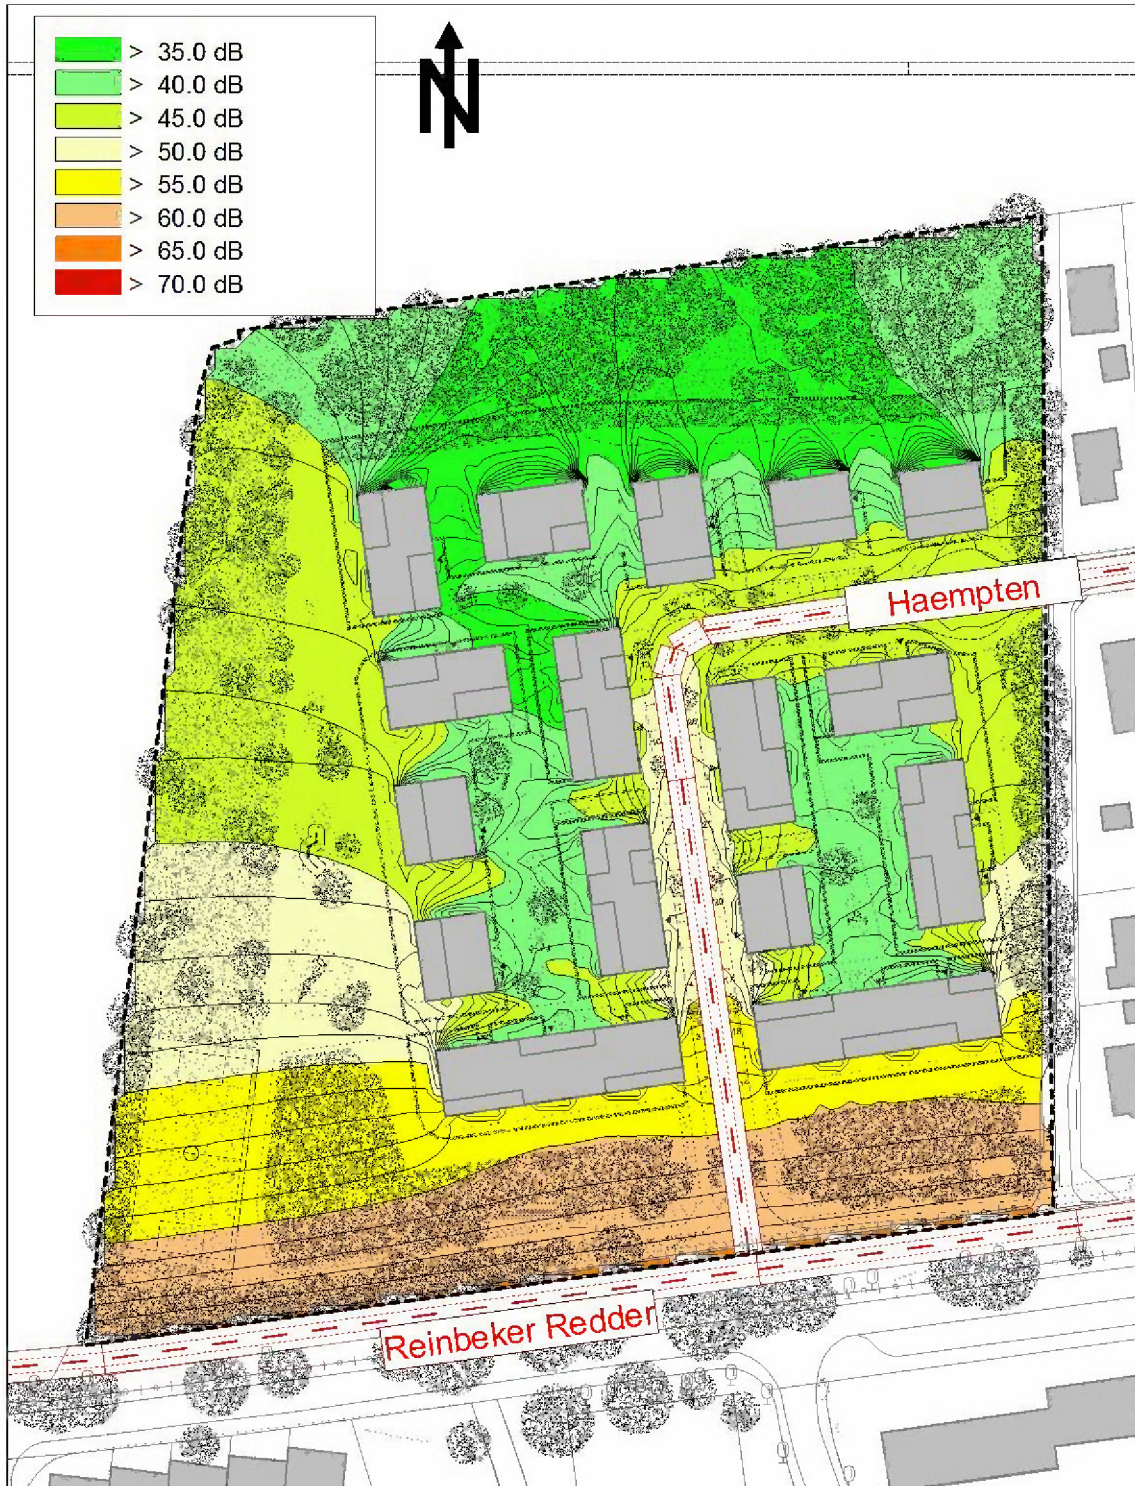 > 35.0 dB
> 40.0 dB
> 45.0 dB
> 50.0 dB
> 55.0 dB
> 60.0 dB
> 65.0 dB
> 70.0 dB
N
Haempten
Reinbeker Redder